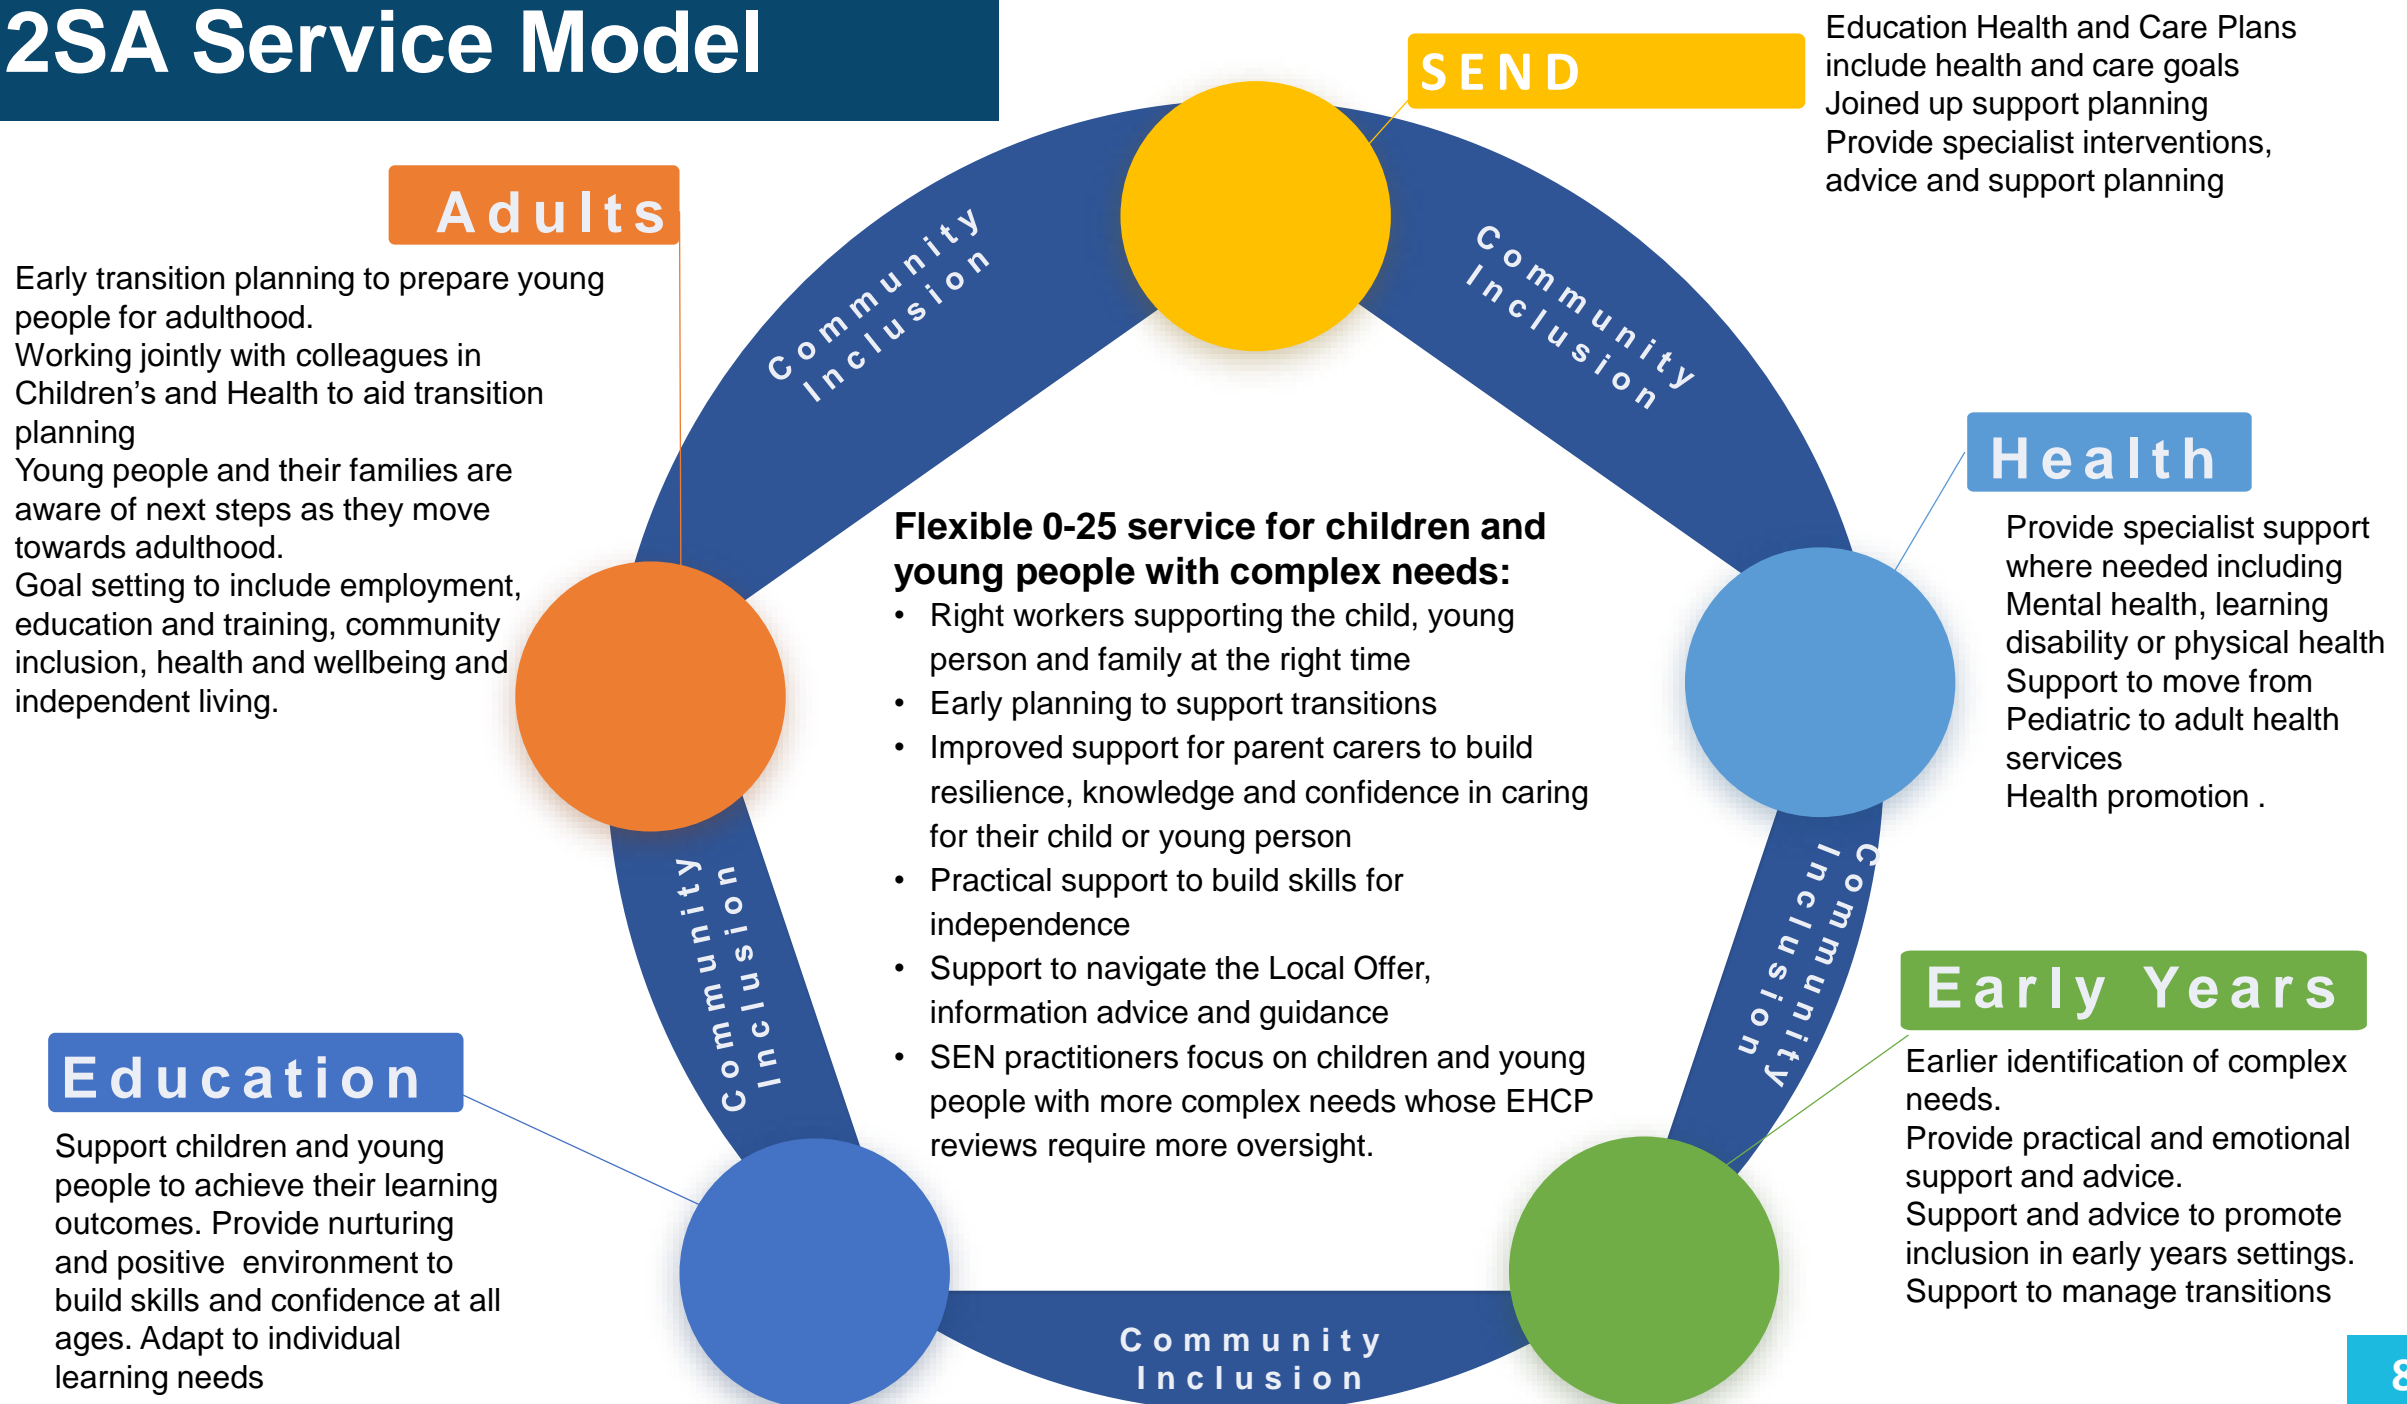 2SA Service Model
SEND
Education Health and Care Plans
include health and care goals
Joined up support planning
Provide specialist interventions,
advice and support planning
Adults
Early transition planning to prepare young
people for adulthood.
Working jointly with colleagues in
Children’s and Health to aid transition
planning
Young people and their families are
aware of next steps as they move
towards adulthood.
Goal setting to include employment,
education and training, community
inclusion, health and wellbeing and
independent living.
Community
Inclusion
Community
Inclusion
Health
Provide specialist support
where needed including
Mental health, learning
disability or physical health
Support to move from
Pediatric to adult health
services
Health promotion .
Flexible 0-25 service for children and
young people with complex needs:
• Right workers supporting the child, young
person and family at the right time
• Early planning to support transitions
• Improved support for parent carers to build
resilience, knowledge and confidence in caring
for their child or young person
• Practical support to build skills for
independence
• Support to navigate the Local Offer,
information advice and guidance
• SEN practitioners focus on children and young
people with more complex needs whose EHCP
reviews require more oversight.
Community
Inclusion
Community
Inclusion
Early Years
Earlier identification of complex
needs.
Provide practical and emotional
support and advice.
Support and advice to promote
inclusion in early years settings.
Support to manage transitions
Education
Support children and young
people to achieve their learning
outcomes. Provide nurturing
and positive  environment to
build skills and confidence at all
ages. Adapt to individual
learning needs
Community
Inclusion
8